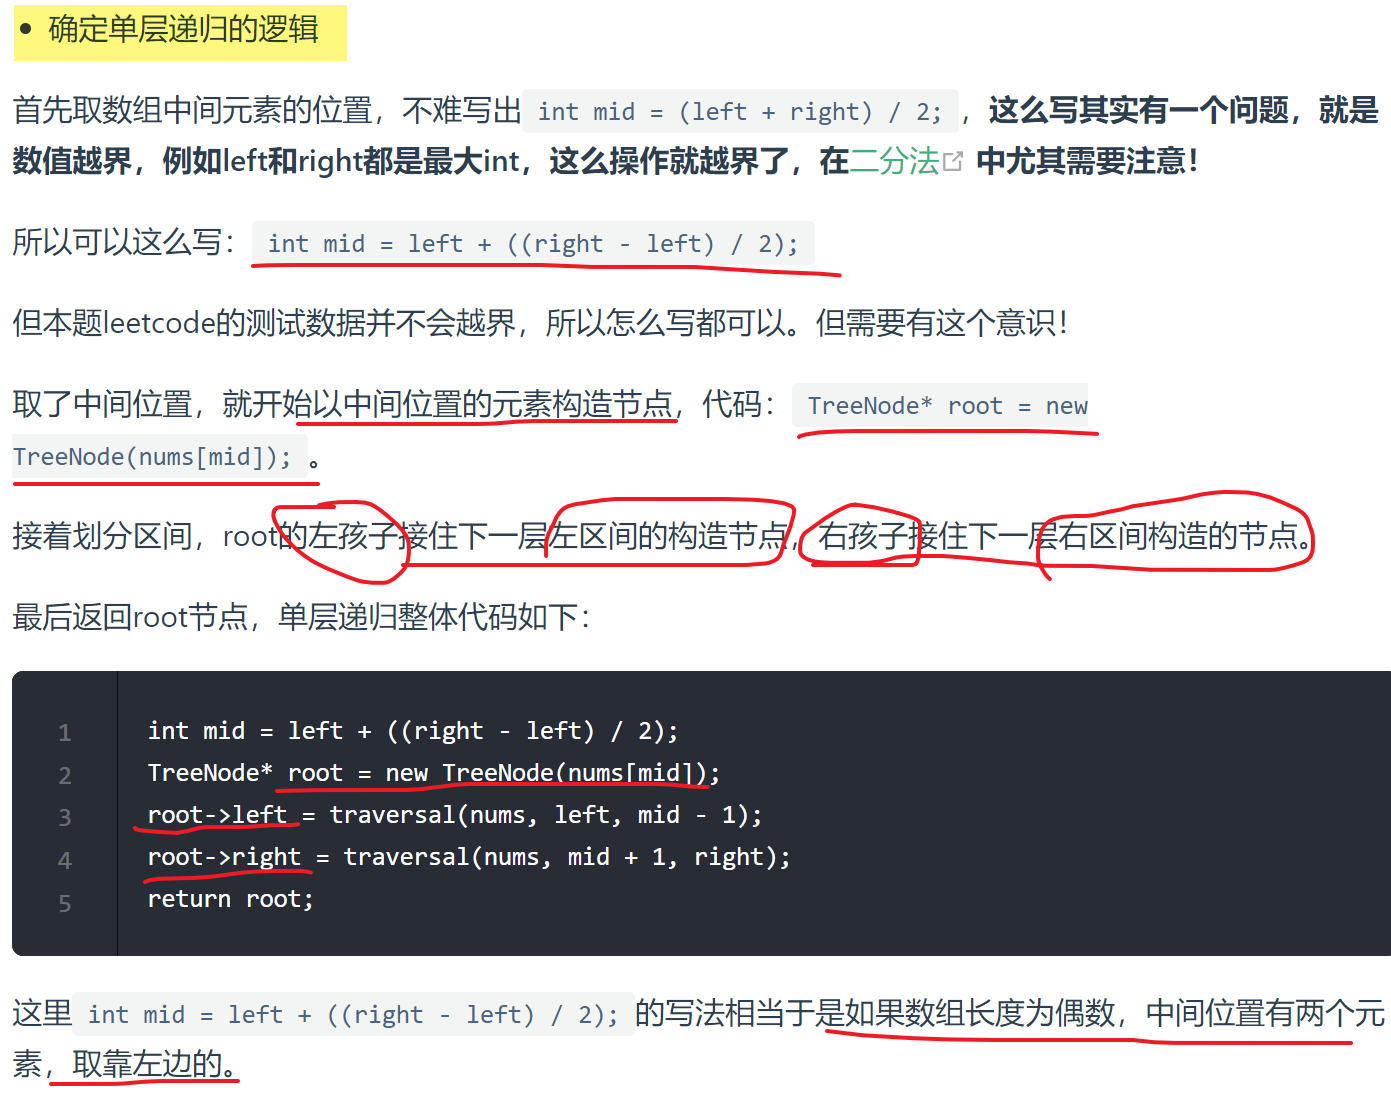 • 确定单层递归的逻辑
首先取数组中间元素的位置，不难写出 int mid = (left + right) / 2; ，这么写其实有一个问题，就是
数值越界，例如left和right都是最大int，这么操作就越界了，在二分法 中尤其需要注意！
所以可以这么写： int mid = left + ((right - left) / 2);
但本题leetcode的测试数据并不会越界，所以怎么写都可以。但需要有这个意识！
取了中间位置，就开始以中间位置的元素构造节点，代码： TreeNode* root = new
TreeNode(nums[mid]); 。
接着划分区间，root的左孩子接住下一层左区间的构造节点，右孩子接住下一层右区间构造的节点。
最后返回root节点，单层递归整体代码如下：
1 int mid = left + ((right - left) / 2);
2 TreeNode* root = new TreeNode(nums[mid]);
3 root->left = traversal(nums, left, mid - 1);
4 root->right = traversal(nums, mid + 1, right);
5 return root;
这里 int mid = left + ((right - left) / 2); 的写法相当于是如果数组长度为偶数，中间位置有两个元
素，取靠左边的。